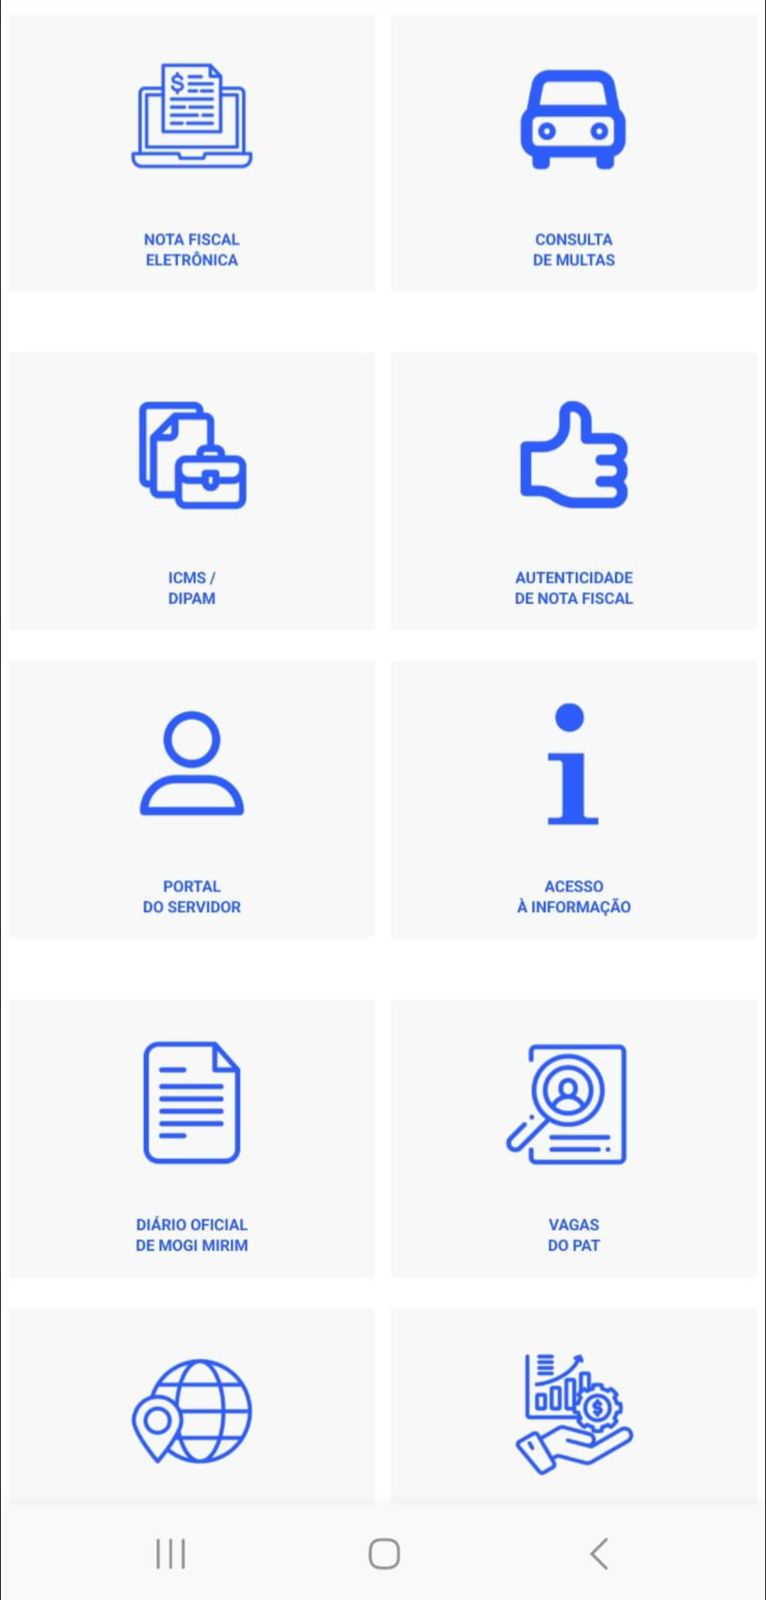 NOTA FISCAL
ELETRÔNICA
CONSULTA
DE MULTAS
ICMS /
DIPAM
AUTENTICIDADE
DE NOTA FISCAL
PORTAL
DO SERVIDOR
ACESSO
À INFORMAÇÃO
DIÁRIO OFICIAL
DE MOGI MIRIM
VAGAS
DO PAT